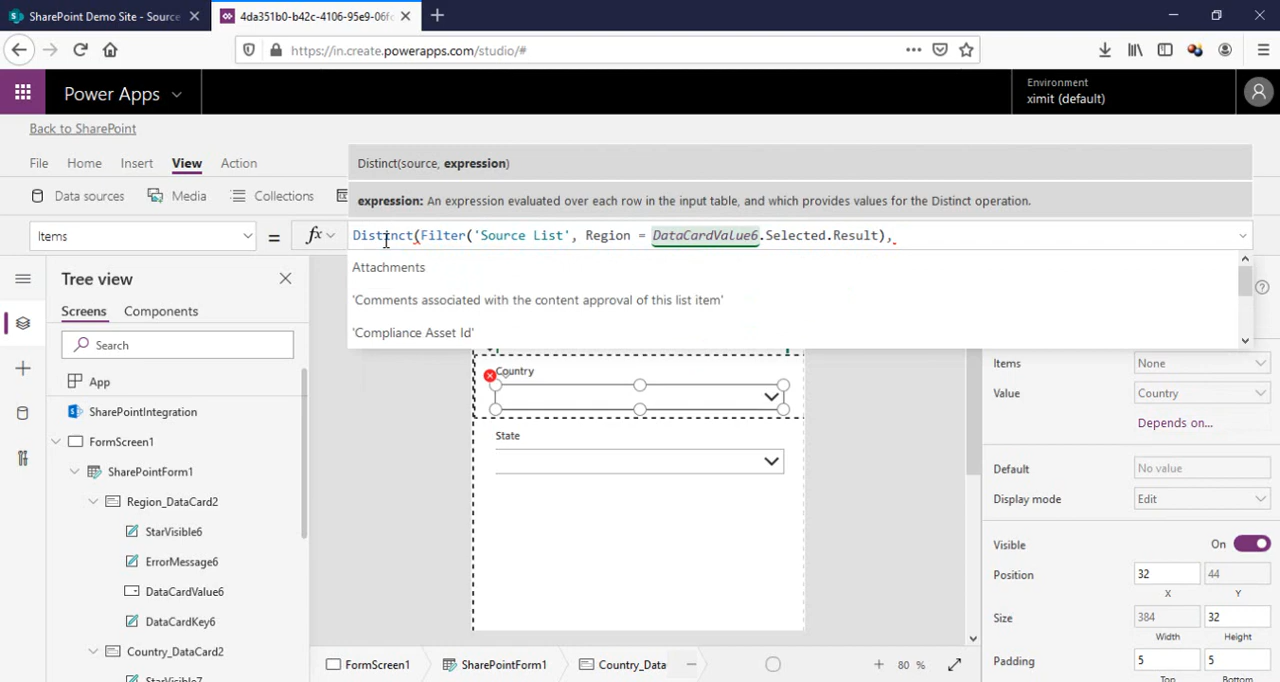 SharePoint Demo Site - Source
4da351b0-b42c-4106-95e9-06fc
https://in.create.powerapps.com/studio/#
Power Apps
Environment
ximit (default)
Back to SharePoint
File Home Insert View Action
Distinct(source, expression)
Data sources Media Collections
expression: An expression evaluated over each row in the input table, and which provides values for the Distinct operation.
Items = fx Distinct(Filter('Source List', Region = DataCardValue6.Selected.Result),
Attachments
'Comments associated with the content approval of this list item'
'Compliance Asset Id'
Tree view
Screens Components
Search
App
SharePointIntegration
FormScreen1
SharePointForm1
Region_DataCard2
StarVisible6
ErrorMessage6
DataCardValue6
DataCardKey6
Country_DataCard2
StarVisible7
Country
State
Items None
Value Country
Depends on...
Default No value
Display mode Edit
Visible On
Position 32 44
X Y
Size 384 32
Width Height
Padding 5 5
Top Bottom
FormScreen1 SharePointForm1 Country_Data 80 %